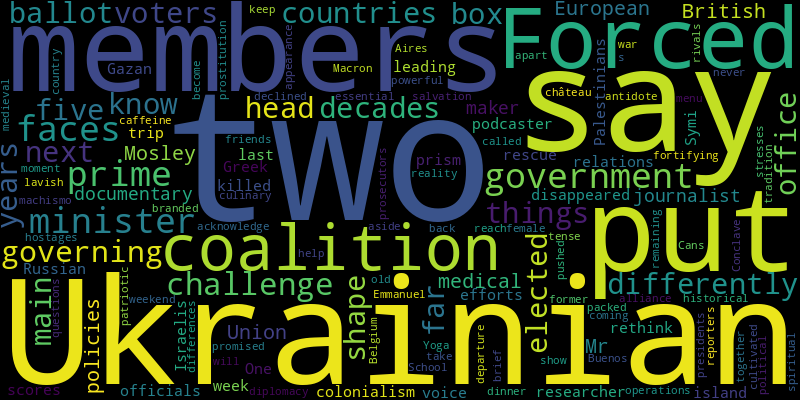 ballot voters keep countries box European British
members Forced
Gazan Aires Macron leading powerful war s apart rivals never
country prostitution become appearance Palestinians
medieval five know declined essential salvation château antidote menu
faces caffeine head decades maker say office
trip podcaster Symi
next Mosley friends last called rescue fortifying
years prime two Greek prism relations stresses tradition
documentary killed reality government
branded culinary prosecutors disappeared journalist
machismo things put
minister acknowledge aside back reach female
moment hostages coalition tense remaining Cans Conclave
governing help pushed
Russian challenge medical differently
main questions patriotic shape old far efforts elected former alliance historical
policies weekend Israelis differences Union Emmanuel packed coming reporters
Ukrainian Belgium Yoga departure rethink presidents together cultivated political spiritual
promised take brief Mr Buenos
week will One School show
scores officials diplomacy colonialism voice dinner researcher operations island